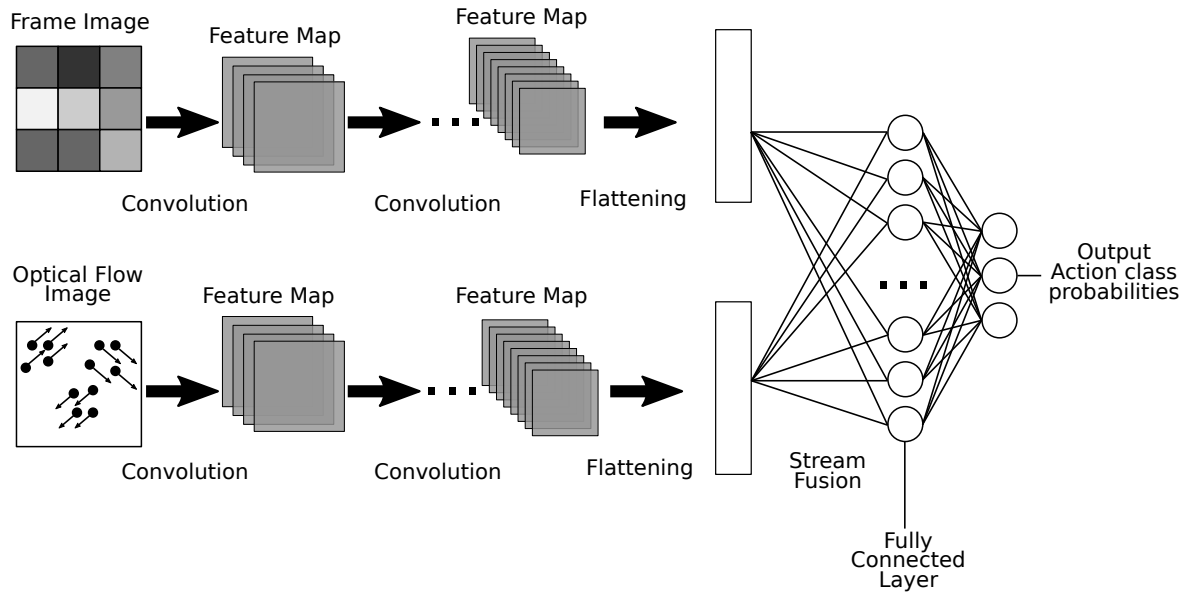 Frame Image
Feature Map
Feature Map
Convolution
Convolution
Flattening
Optical Flow
Image
Feature Map
Feature Map
Convolution
Convolution
Flattening
Stream
Fusion
Fully
Connected
Layer
Output
Action class
probabilities